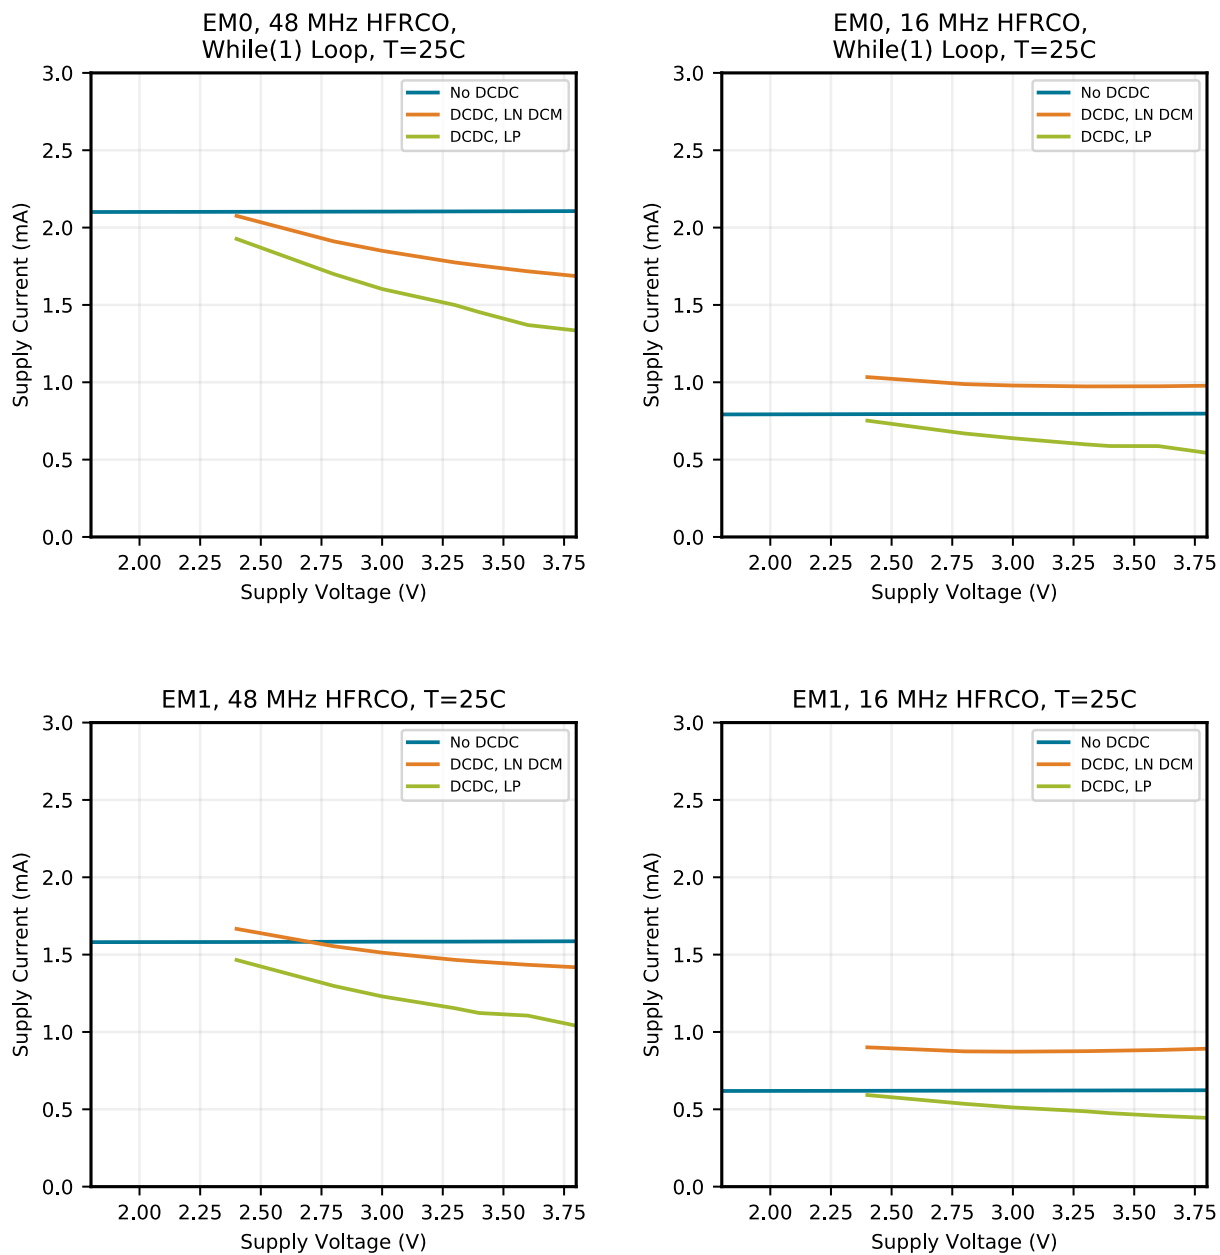 EM0, 48 MHz HFRCO,
While(1) Loop, T=25C
3.0
2.5
2.0
1.5
1.0
0.5
0.0
Supply Current (mA)
No DCDC
DCDC, LN DCM
DCDC, LP
2.00 2.25 2.50 2.75 3.00 3.25 3.50 3.75
Supply Voltage (V)
EM0, 16 MHz HFRCO,
While(1) Loop, T=25C
3.0
2.5
2.0
1.5
1.0
0.5
0.0
Supply Current (mA)
No DCDC
DCDC, LN DCM
DCDC, LP
2.00 2.25 2.50 2.75 3.00 3.25 3.50 3.75
Supply Voltage (V)
EM1, 48 MHz HFRCO, T=25C
3.0
2.5
2.0
1.5
1.0
0.5
0.0
Supply Current (mA)
No DCDC
DCDC, LN DCM
DCDC, LP
2.00 2.25 2.50 2.75 3.00 3.25 3.50 3.75
Supply Voltage (V)
EM1, 16 MHz HFRCO, T=25C
3.0
2.5
2.0
1.5
1.0
0.5
0.0
Supply Current (mA)
No DCDC
DCDC, LN DCM
DCDC, LP
2.00 2.25 2.50 2.75 3.00 3.25 3.50 3.75
Supply Voltage (V)